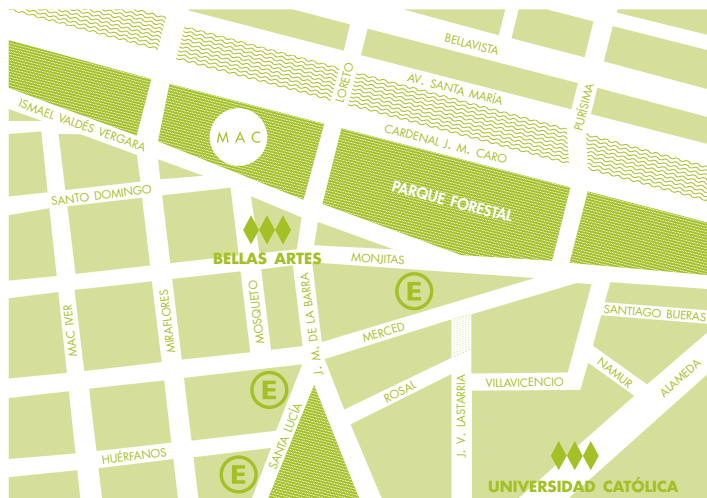 BELLAVISTA
AV. SANTA MARÍA
LORETO
PURÍSIMA
ISMAEL VALDÉS VERGARA
M A C
CARDENAL J. M. CARO
PARQUE FORESTAL
SANTO DOMINGO
BELLAS ARTES
MONJITAS
E
MAC IVER
MIRAFLORES
MOSQUETO
J. M. DE LA BARRA
MERCED
SANTIAGO BUERAS
NAMUR
ALAMEDA
E
ROSAL
VILLAVICENCIO
SANTA LUCÍA
J. V. LASTARRIA
HUÉRFANOS
E
UNIVERSIDAD CATÓLICA